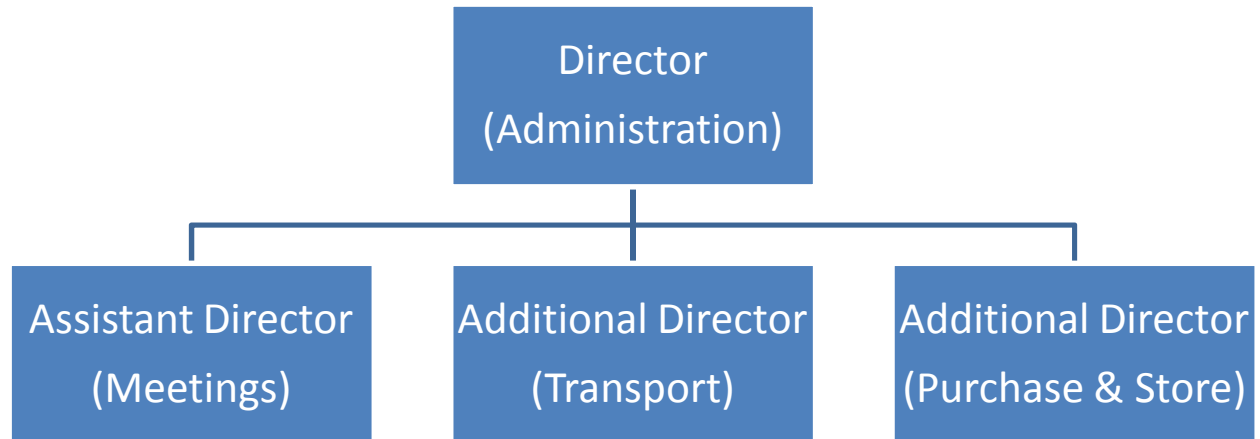 Director
(Administration)
Assistant Director
(Meetings)
Additional Director
(Transport)
Additional Director
(Purchase & Store)